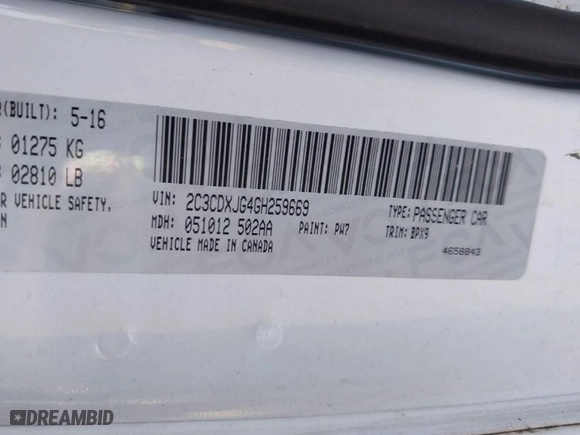 R(BUILT): 5-16
01275 KG
02810 LB
R VEHICLE SAFETY,
N
VIN: 2C3CDXJG4GH259669
TYPE: PASSENGER CAR
MDH: 051012 502AA
PAINT: PW7
TRIM: BPX9
VEHICLE MADE IN CANADA
4658843
DREAMBID